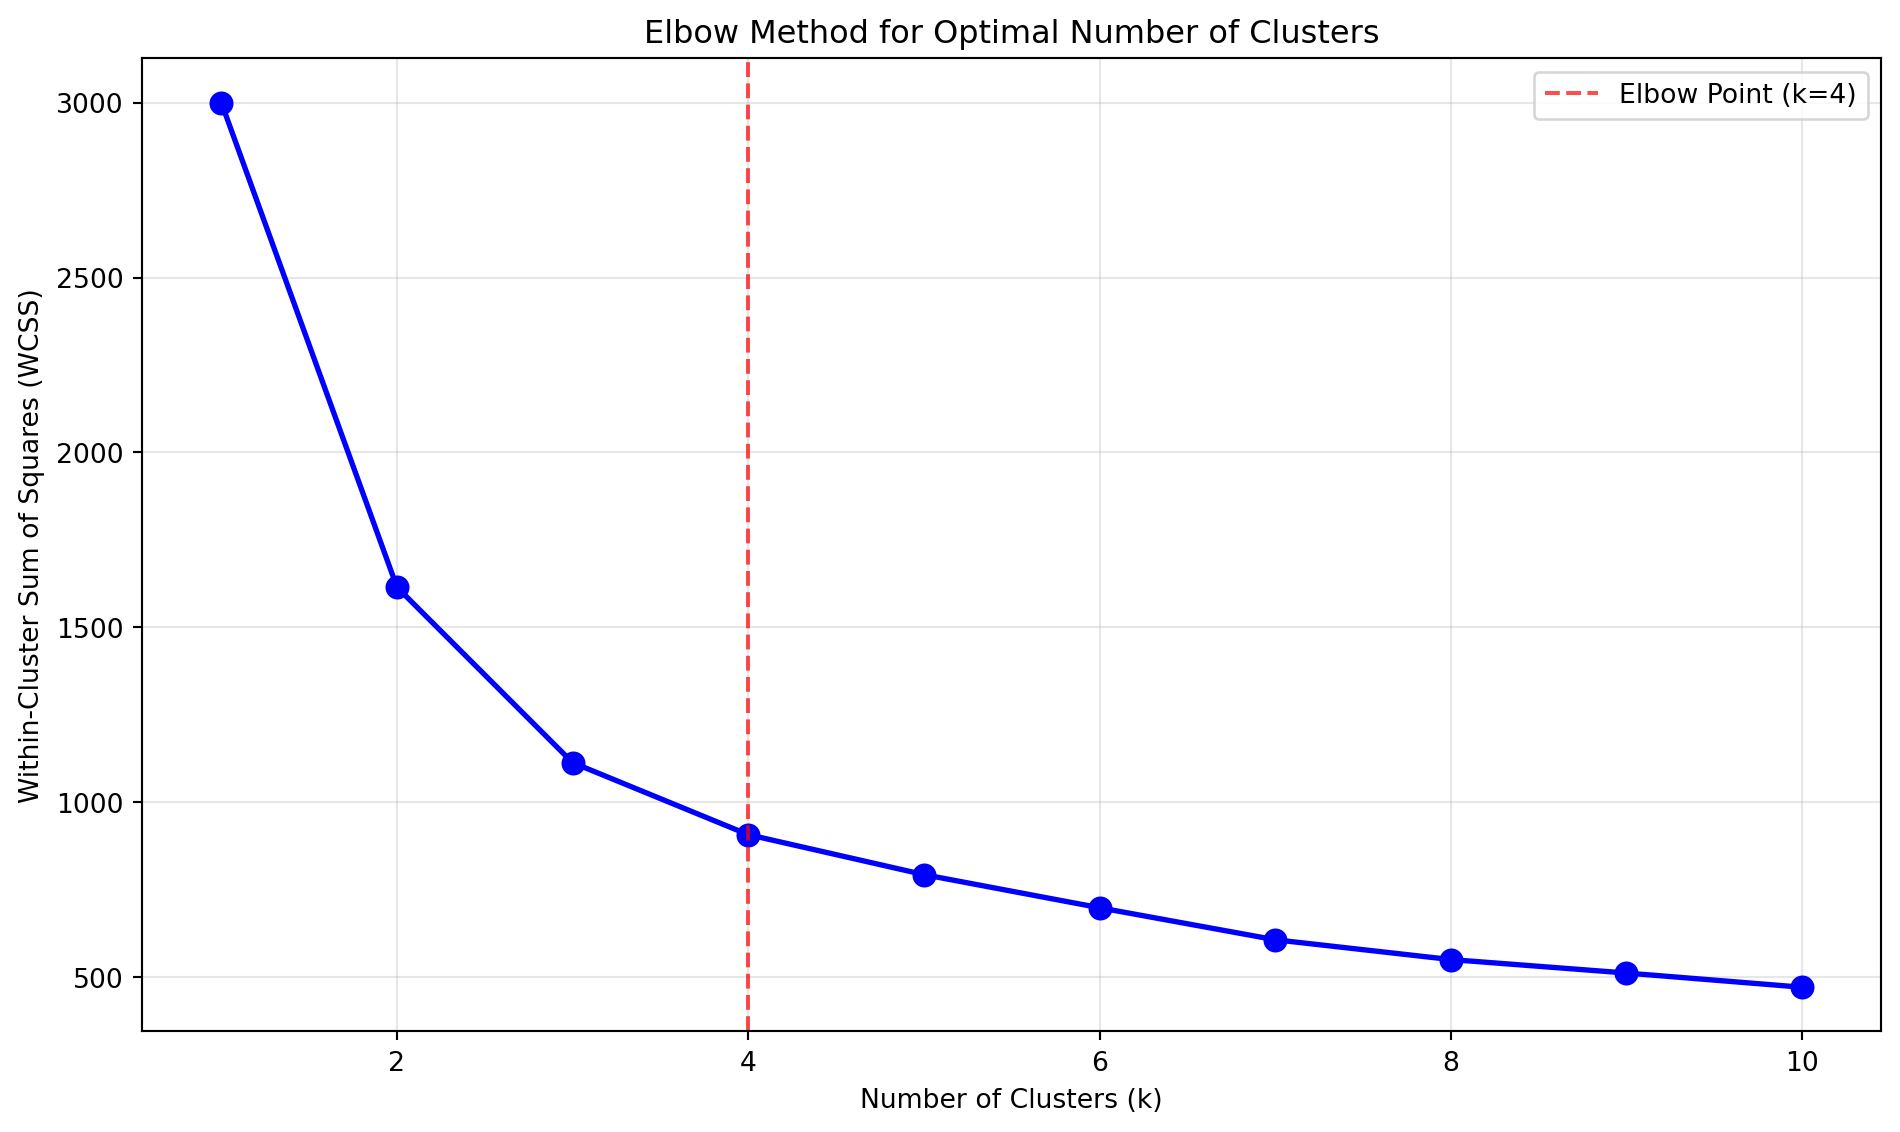 Elbow Method for Optimal Number of Clusters
Elbow Point (k=4)
Within-Cluster Sum of Squares (WCSS)
3000
2500
2000
1500
1000
500
2 4 6 8 10
Number of Clusters (k)